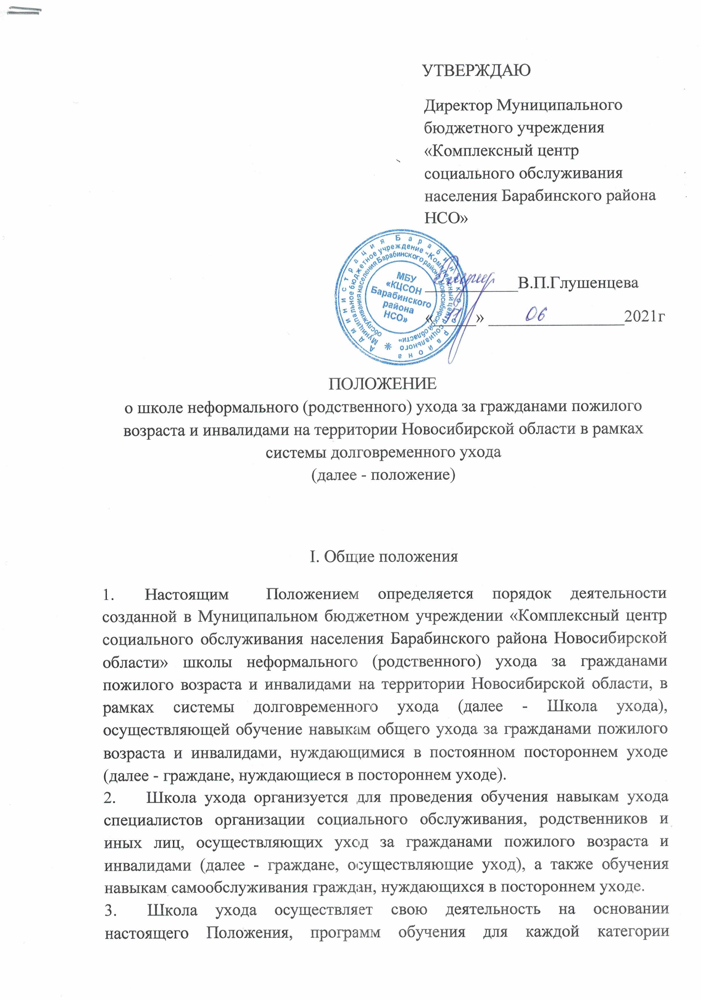 УТВЕРЖДАЮ
Директор Муниципального
бюджетного учреждения
«Комплексный центр
социального обслуживания
населения Барабинского района
НСО»
Администрация Барабинского района
Муниципальное бюджетное учреждение «Комплексный центр социального
обслуживания населения Барабинского района Новосибирской области»
МБУ
«КЦСОН
Барабинского
района
НСО»
____________В.П.Глушенцева
«_____» 06 2021г
ПОЛОЖЕНИЕ
о школе неформального (родственного) ухода за гражданами пожилого
возраста и инвалидами на территории Новосибирской области в рамках
системы долговременного ухода
(далее - положение)
I. Общие положения
1. Настоящим Положением определяется порядок деятельности
созданной в Муниципальном бюджетном учреждении «Комплексный центр
социального обслуживания населения Барабинского района Новосибирской
области» школы неформального (родственного) ухода за гражданами
пожилого возраста и инвалидами на территории Новосибирской области, в
рамках системы долговременного ухода (далее - Школа ухода),
осуществляющей обучение навыкам общего ухода за гражданами пожилого
возраста и инвалидами, нуждающимися в постоянном постороннем уходе
(далее - граждане, нуждающиеся в постороннем уходе).
2. Школа ухода организуется для проведения обучения навыкам ухода
специалистов организации социального обслуживания, родственников и
иных лиц, осуществляющих уход за гражданами пожилого возраста и
инвалидами (далее - граждане, осуществляющие уход), а также обучения
навыкам самообслуживания граждан, нуждающихся в постороннем уходе.
3. Школа ухода осуществляет свою деятельность на основании
настоящего Положения, программ обучения для каждой категории